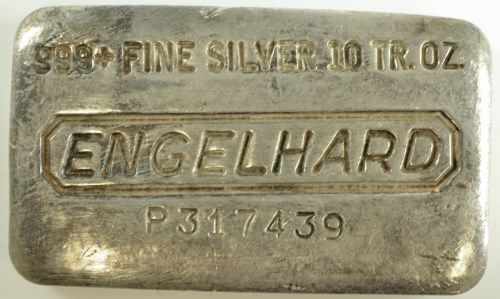 999+ FINE SILVER 10 TR. OZ.
ENGELHARD
P317439